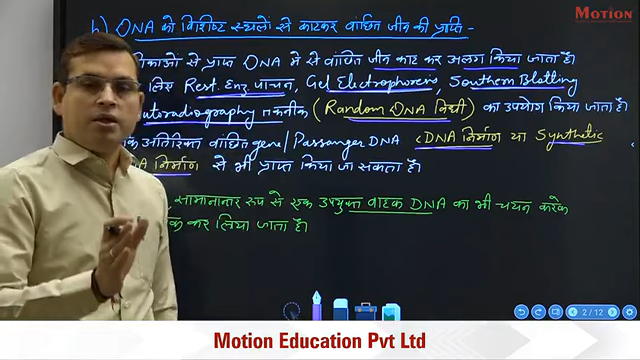 MOTION
b) DNA को विशिष्ट स्थलों से काटकर वांछित जीन की प्राप्ति -
काओं से प्राप्त DNA में से वांछित जीन काट कर अलग किया जाता है।
लिए Rest. Enz पाचन, Gel Electrophoresis, Southern Blotting
utoradiography तकनीक (Random DNA विधी) का उपयोग किया जाता है।
के अतिरिक्त वांछित gene/Passanger DNA cDNA निर्माण या Synthetic
DNA निर्माण से भी प्राप्त किया जा सकता है।
सामानान्तर रूप से एक उपयुक्त वाहक DNA का भी चयन करके
कर लिया जाता है।
2 / 12
Motion Education Pvt Ltd